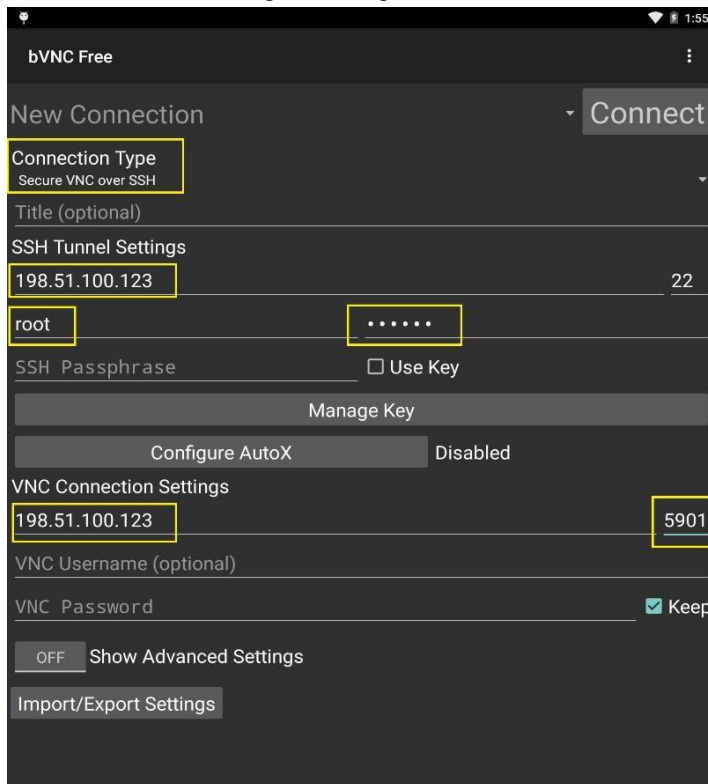 1:55
bVNC Free
New Connection Connect
Connection Type
Secure VNC over SSH
Title (optional)
SSH Tunnel Settings
198.51.100.123 22
root ••••••
SSH Passphrase Use Key
Manage Key
Configure AutoX Disabled
VNC Connection Settings
198.51.100.123 5901
VNC Username (optional)
VNC Password Keep
OFF Show Advanced Settings
Import/Export Settings